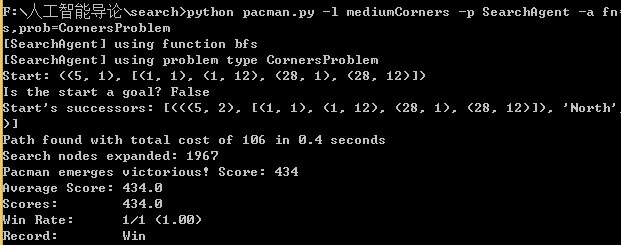 F:\人工智能导论\search>python pacman.py -l mediumCorners -p SearchAgent -a fn=
s,prob=CornersProblem
[SearchAgent] using function bfs
[SearchAgent] using problem type CornersProblem
Start: ((5, 1), [(1, 1), (1, 12), (28, 1), (28, 12)])
Is the start a goal? False
Start's successors: [(((5, 2), [(1, 1), (1, 12), (28, 1), (28, 12)]), 'North',
)]
Path found with total cost of 106 in 0.4 seconds
Search nodes expanded: 1967
Pacman emerges victorious! Score: 434
Average Score: 434.0
Scores:        434.0
Win Rate:      1/1 (1.00)
Record:        Win